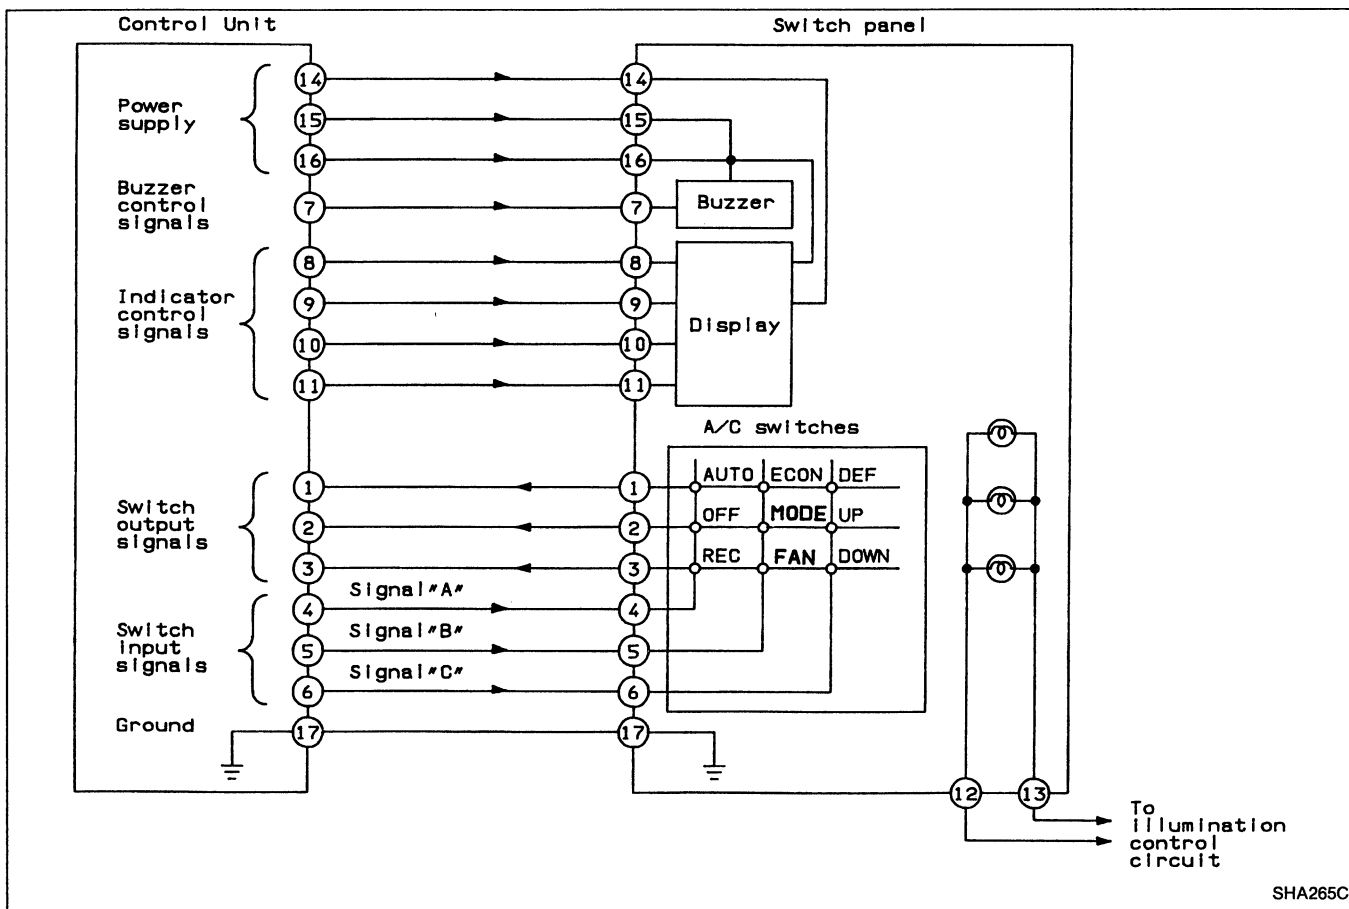 Control Unit
Switch panel
Power
supply
14
15
16
14
15
16
Buzzer
control
signals
7
7
Buzzer
Indicator
control
signals
8
9
10
11
8
9
10
11
Display
A/C switches
Switch
output
signals
1
2
3
1
2
3
AUTO ECON DEF
OFF MODE UP
REC FAN DOWN
Switch
input
signals
4
5
6
Signal"A"
Signal"B"
Signal"C"
4
5
6
Ground
17
17
12
13
To
illumination
control
circuit
SHA265C